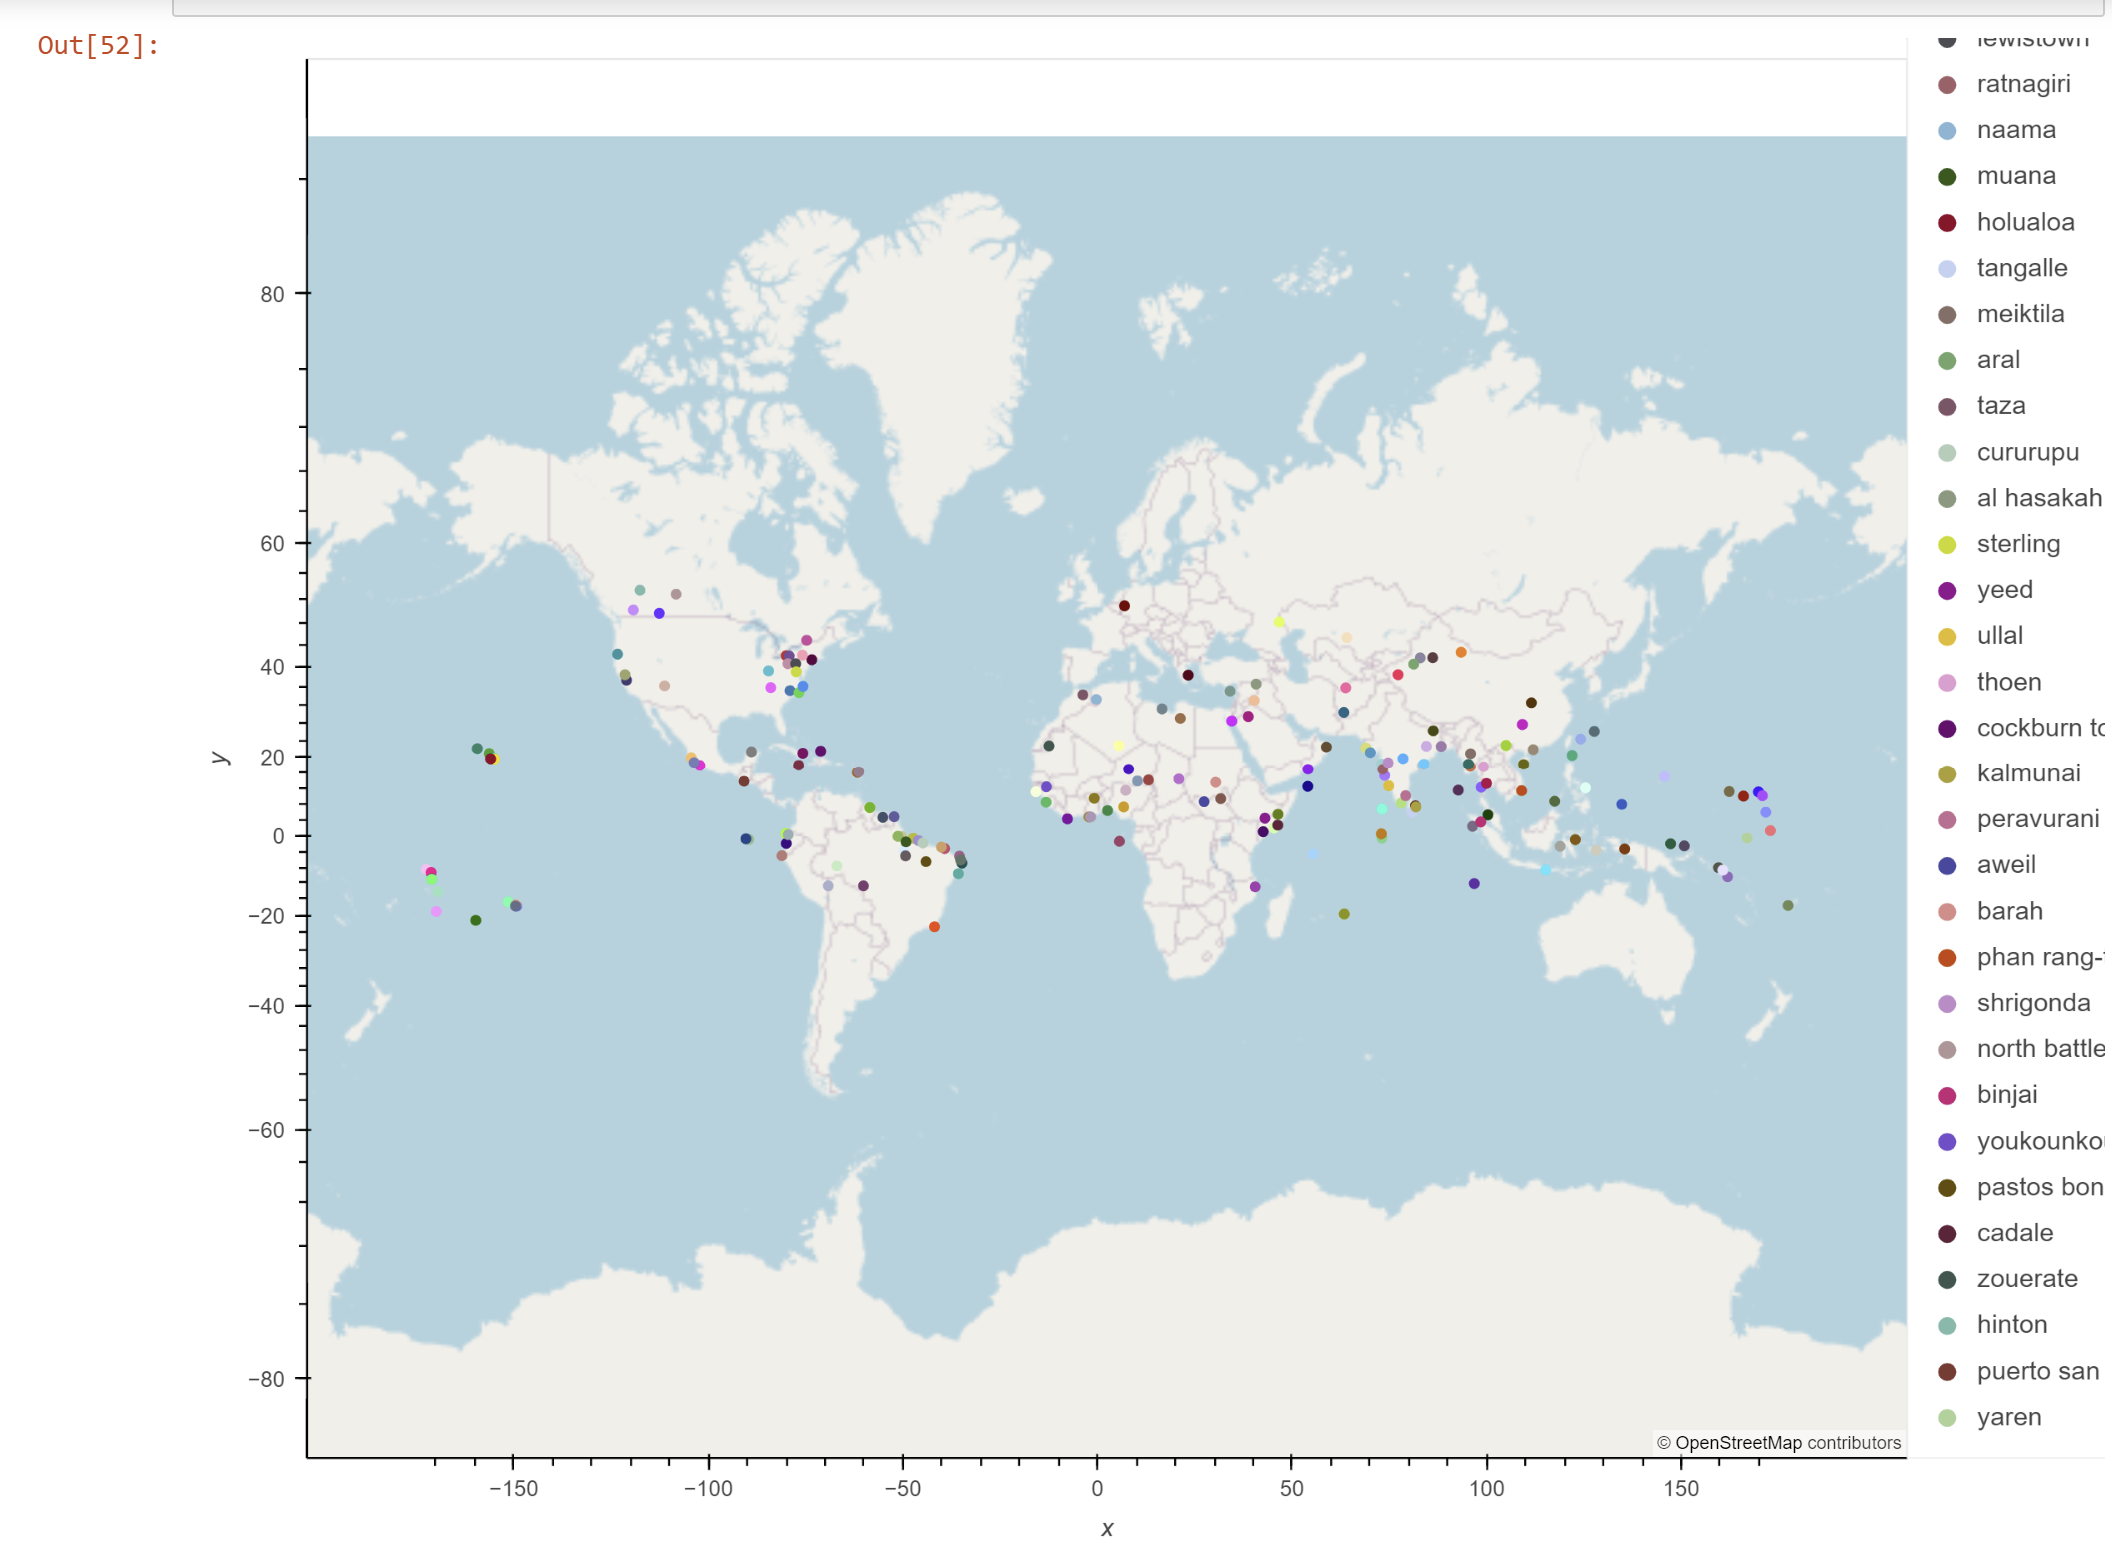 Out[52]:
80
60
40
20
0
−20
−40
−60
−80
y
−150
−100
−50
0
50
100
150
x
© OpenStreetMap contributors
lewistown
ratnagiri
naama
muana
holualoa
tangalle
meiktila
aral
taza
cururupu
al hasakah
sterling
yeed
ullal
thoen
cockburn to
kalmunai
peravurani
aweil
barah
phan rang-
shrigonda
north battle
binjai
youkounko
pastos bon
cadale
zouerate
hinton
puerto san
yaren